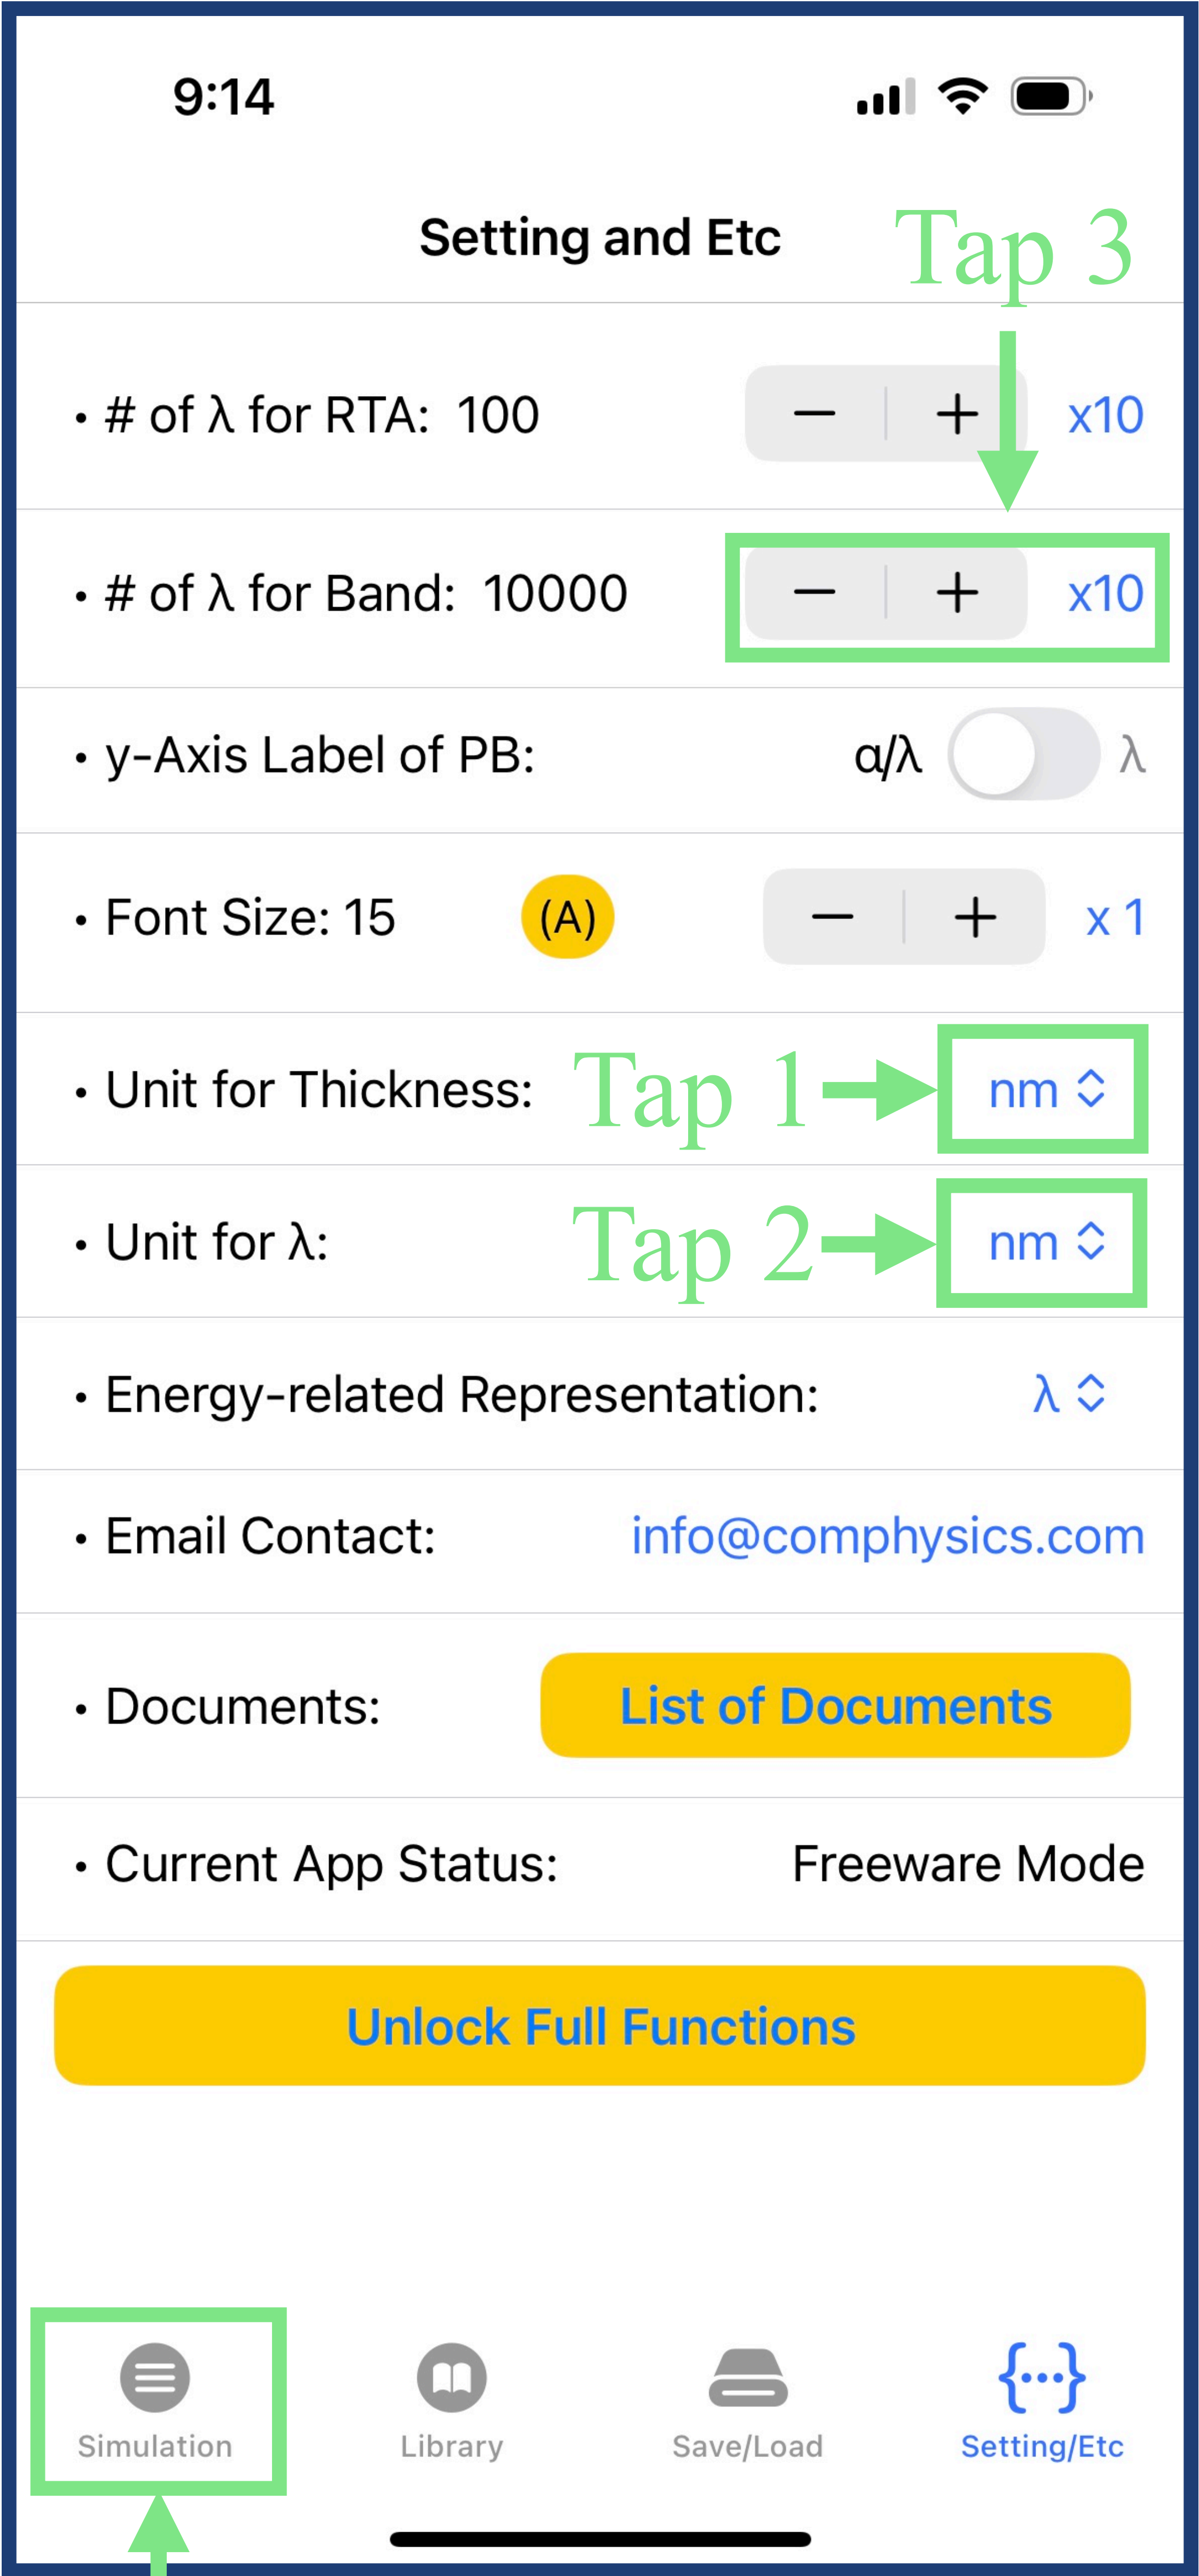 9:14
Setting and Etc
Tap 3
• # of λ for RTA: 100 − + x10
• # of λ for Band: 10000 − + x10
• y-Axis Label of PB: a/λ λ
• Font Size: 15 (A) − + x 1
• Unit for Thickness: Tap 1 nm
• Unit for λ: Tap 2 nm
• Energy-related Representation: λ
• Email Contact: info@comphysics.com
• Documents: List of Documents
• Current App Status: Freeware Mode
Unlock Full Functions
Simulation Library Save/Load {···} Setting/Etc